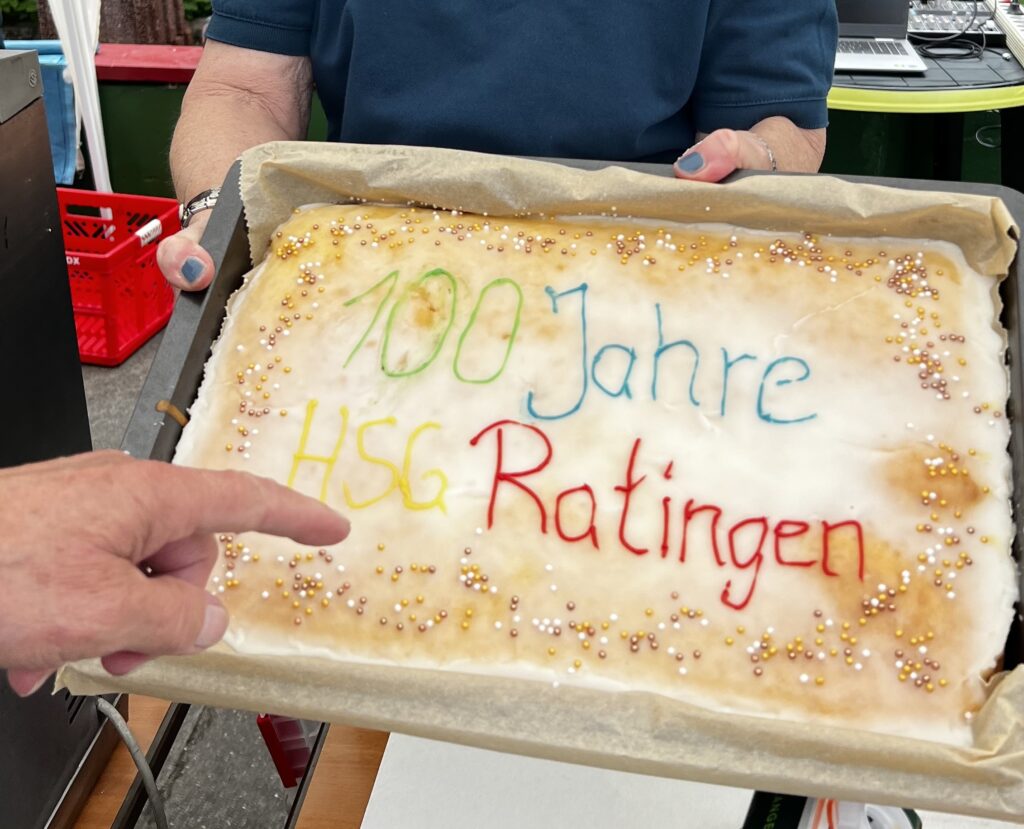 100 Jahre
HSG Ratingen